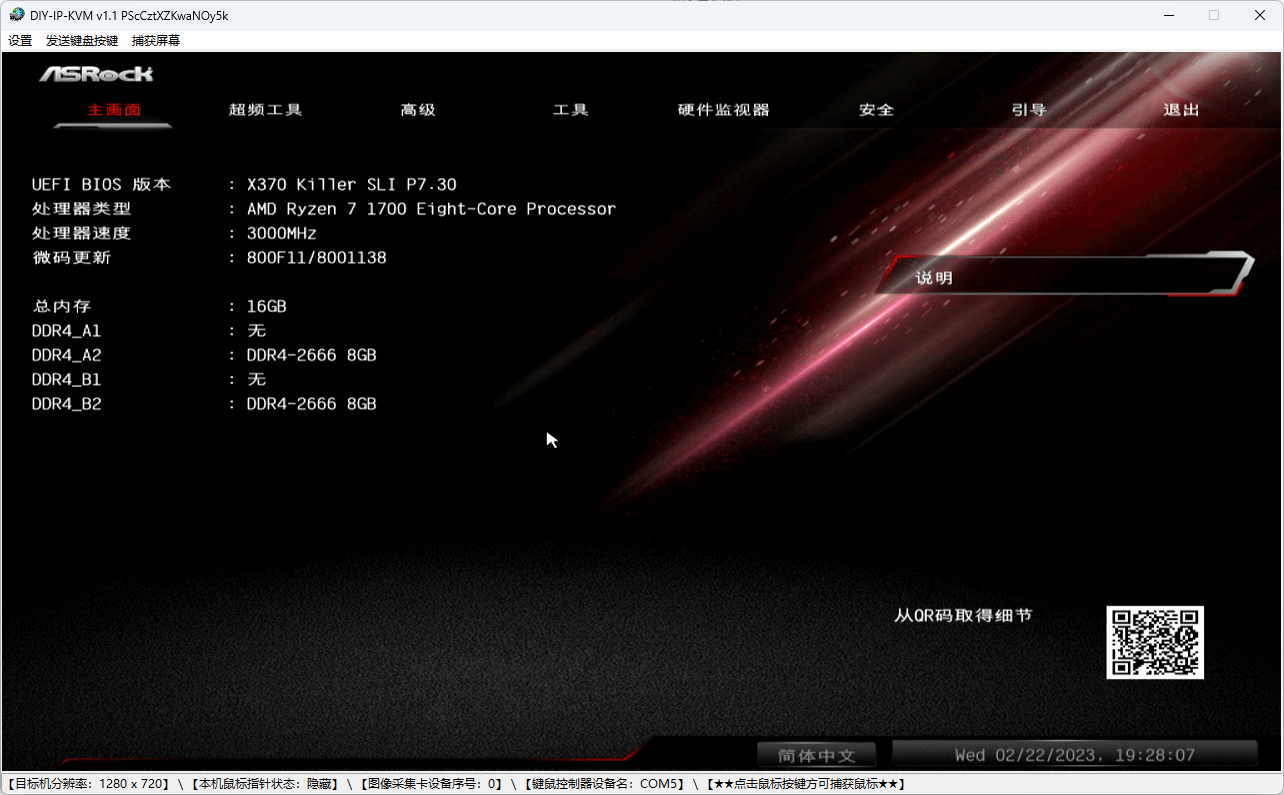 DIY-IP-KVM v1.1 PScCztXZKwaNOy5k
设置 发送键盘按键 捕获屏幕
ASRock
主画面 超频工具 高级 工具 硬件监视器 安全 引导 退出
UEFI BIOS 版本 : X370 Killer SLI P7.30
处理器类型 : AMD Ryzen 7 1700 Eight-Core Processor
处理器速度 : 3000MHz
微码更新 : 800F11/8001138
说明
总内存 : 16GB
DDR4_A1 : 无
DDR4_A2 : DDR4-2666 8GB
DDR4_B1 : 无
DDR4_B2 : DDR4-2666 8GB
从QR码取得细节
简体中文 Wed 02/22/2023, 19:28:07
【目标机分辨率：1280 x 720】 \ 【本机鼠标指针状态：隐藏】 \ 【图像采集卡设备序号：0】 \ 【键鼠控制器设备名：COM5】 \ 【★★点击鼠标按键方可捕获鼠标★★】